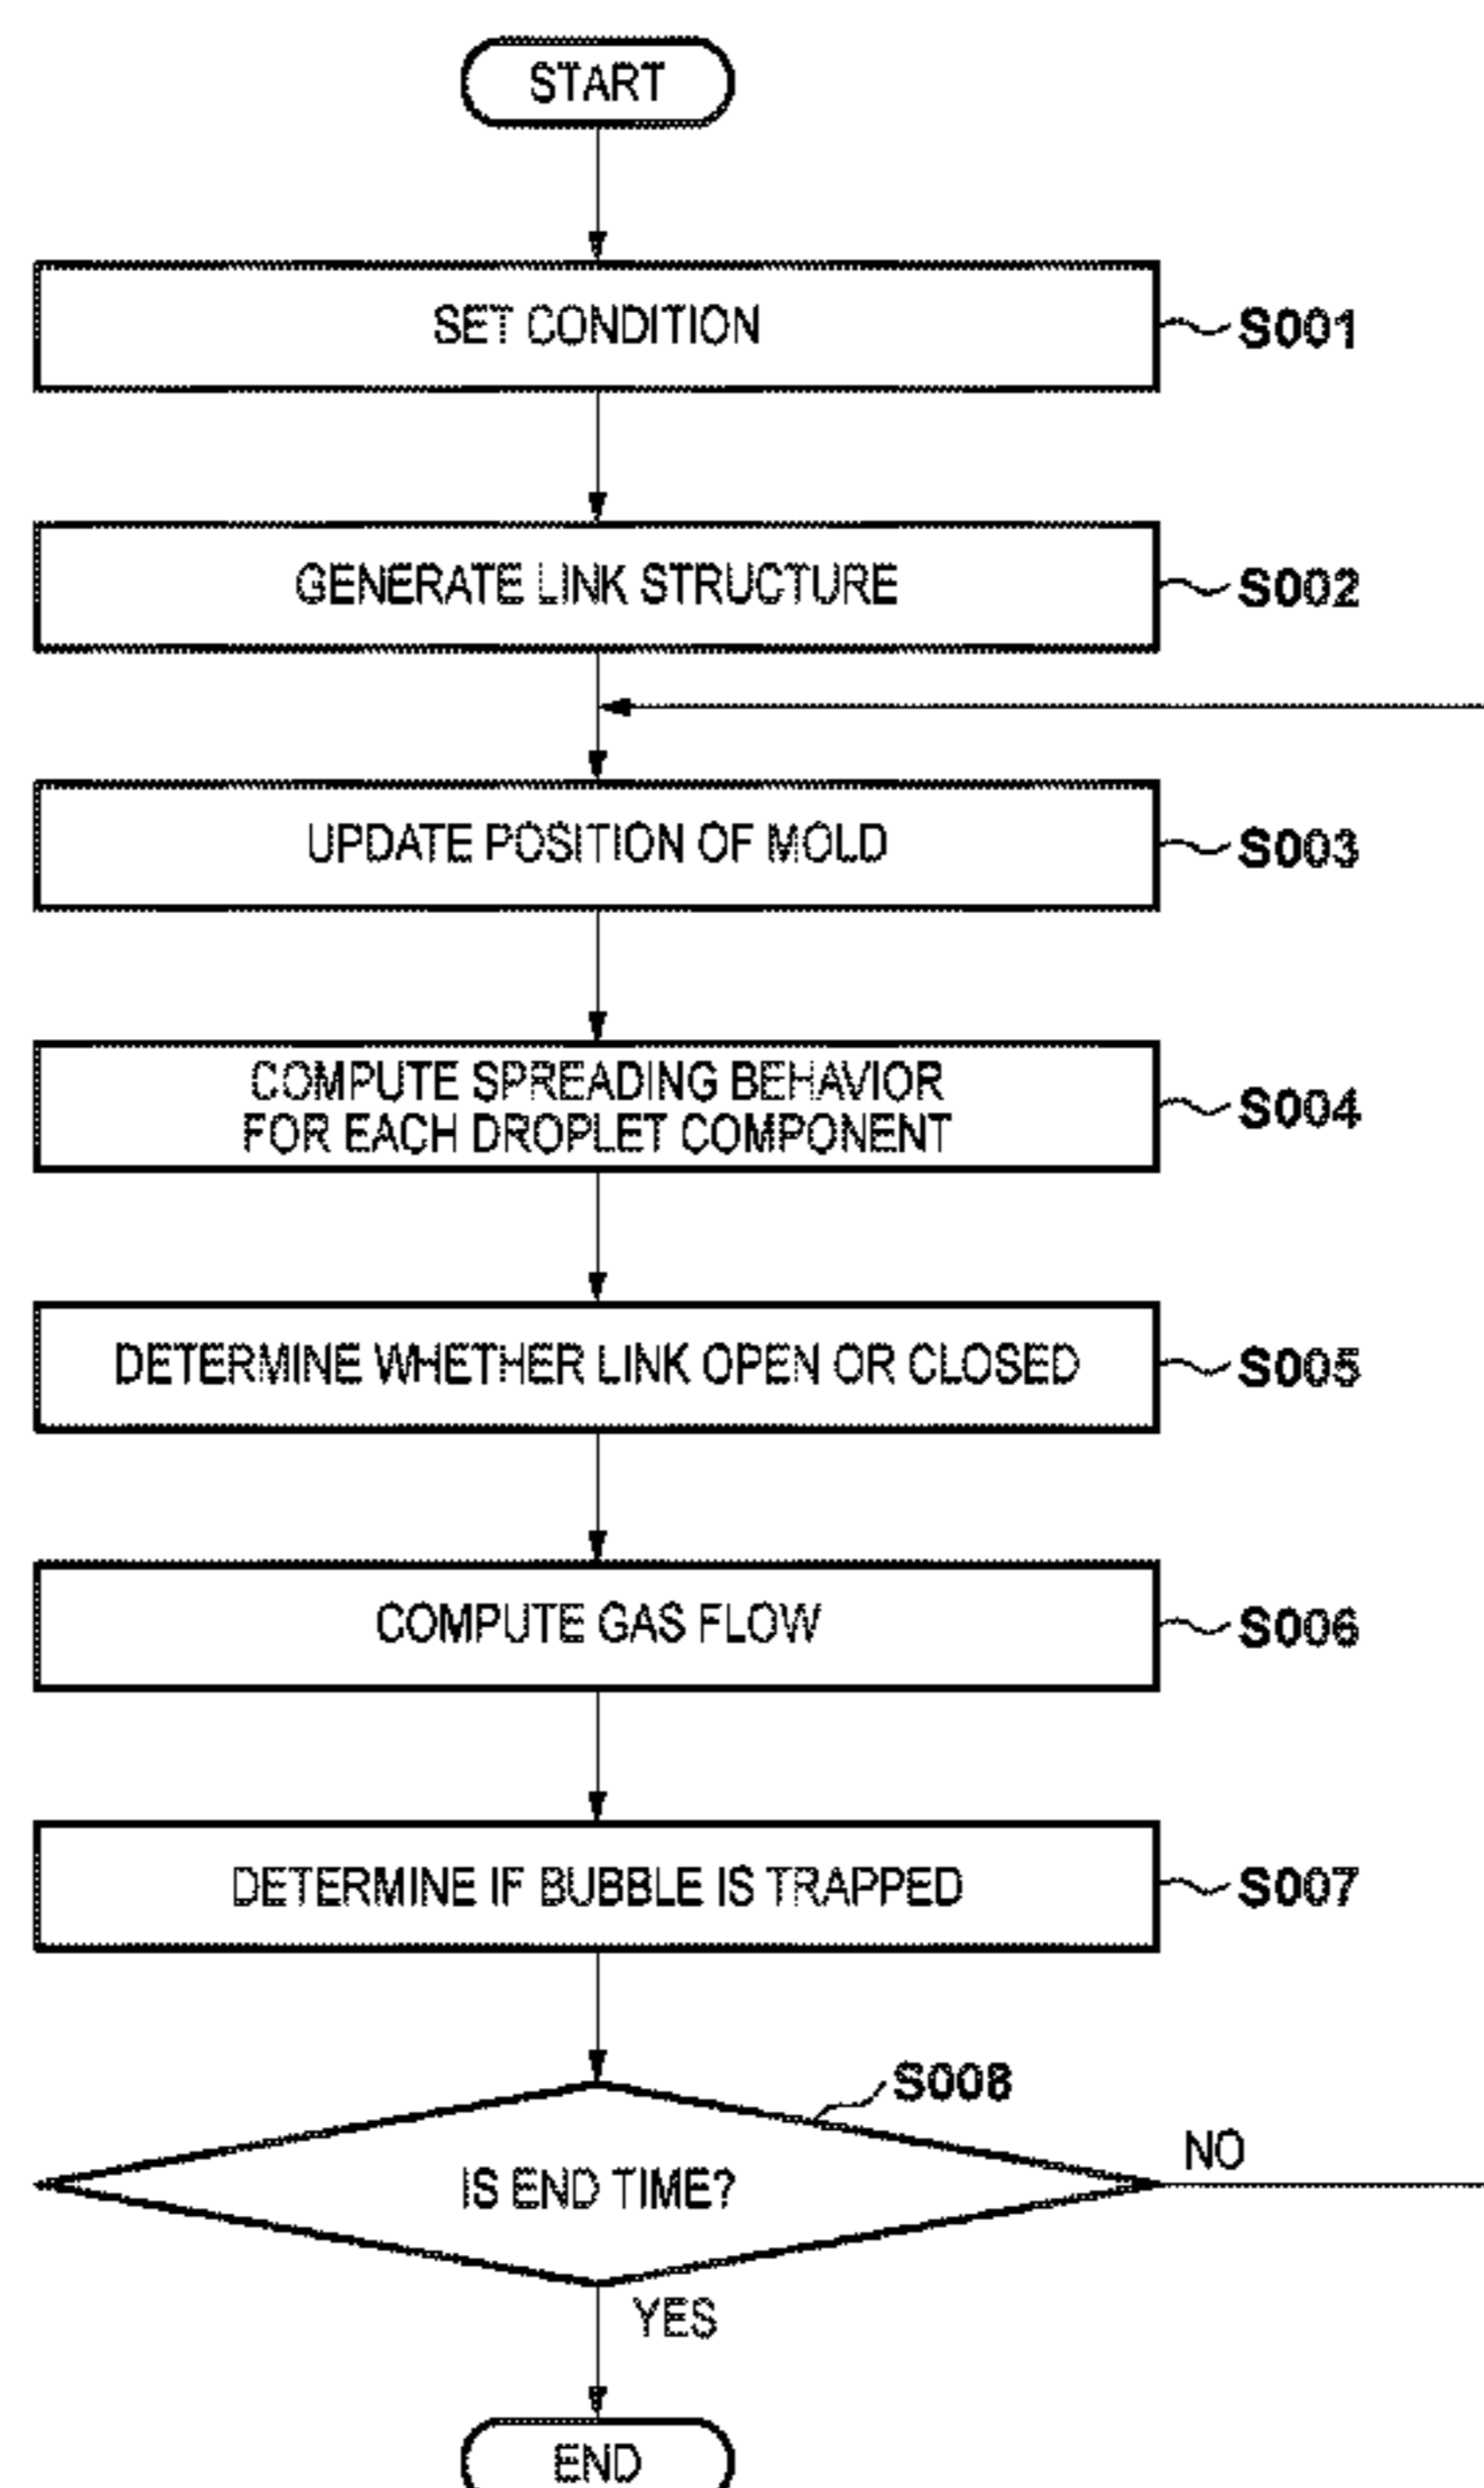 START
SET CONDITION
S001
GENERATE LINK STRUCTURE
S002
UPDATE POSITION OF MOLD
S003
COMPUTE SPREADING BEHAVIOR
FOR EACH DROPLET COMPONENT
S004
DETERMINE WHETHER LINK OPEN OR CLOSED
S005
COMPUTE GAS FLOW
S006
DETERMINE IF BUBBLE IS TRAPPED
S007
S008
IS END TIME?
NO
YES
END